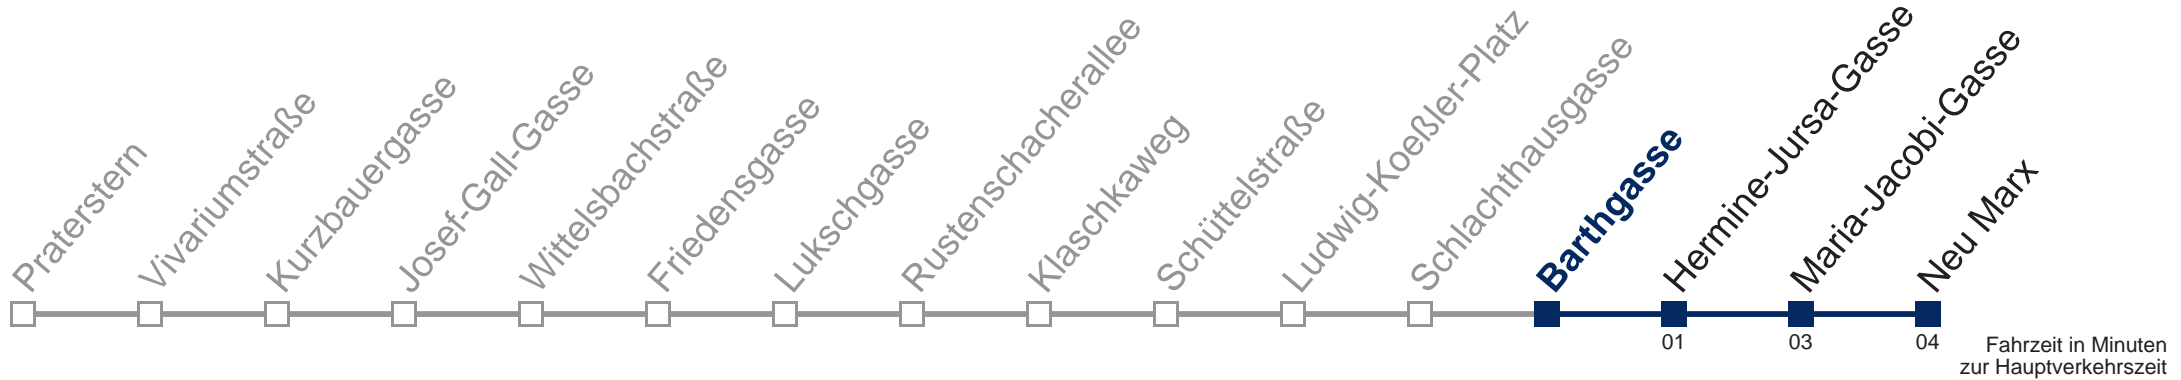 Praterstern
Vivariumstraße
Kurzbauergasse
Josef-Gall-Gasse
Wittelsbachstraße
Friedensgasse
Lukschgasse
Rustenschacherallee
Klaschkaweg
Schüttelstraße
Ludwig-Koeßler-Platz
Schlachthausgasse
Barthgasse
Hermine-Jursa-Gasse
Maria-Jacobi-Gasse
Neu Marx
01
03
04
Fahrzeit in Minuten
zur Hauptverkehrszeit